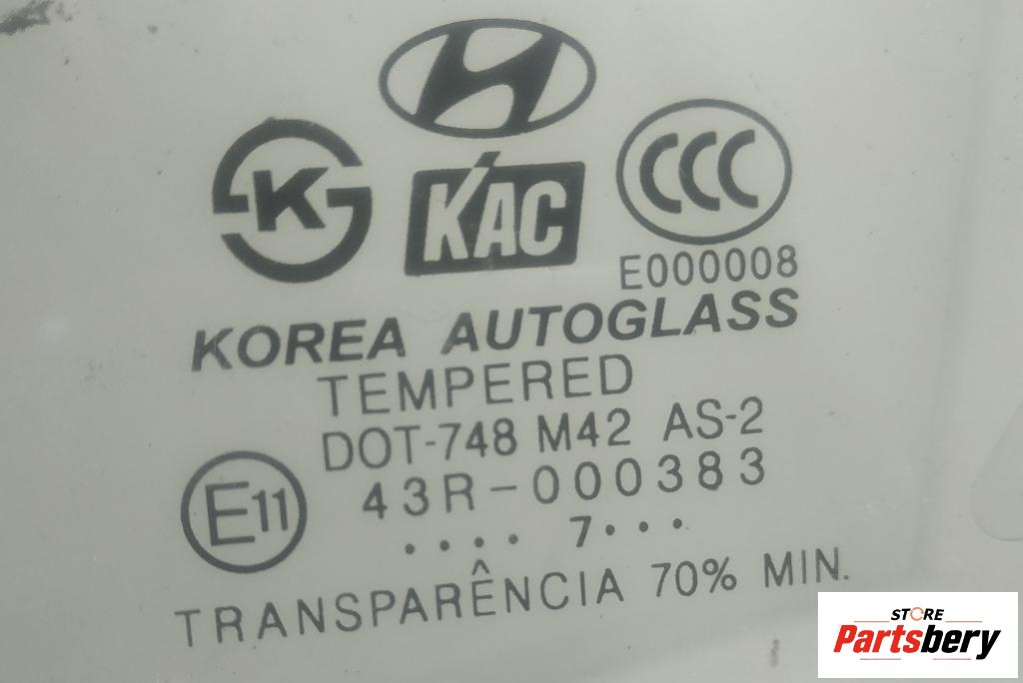 K
KAC
CCC
E000008
KOREA AUTOGLASS
TEMPERED
DOT-748 M42 AS-2
E11
43R-000383
.... 7...
TRANSPARÊNCIA 70% MIN.
STORE
Partsbery